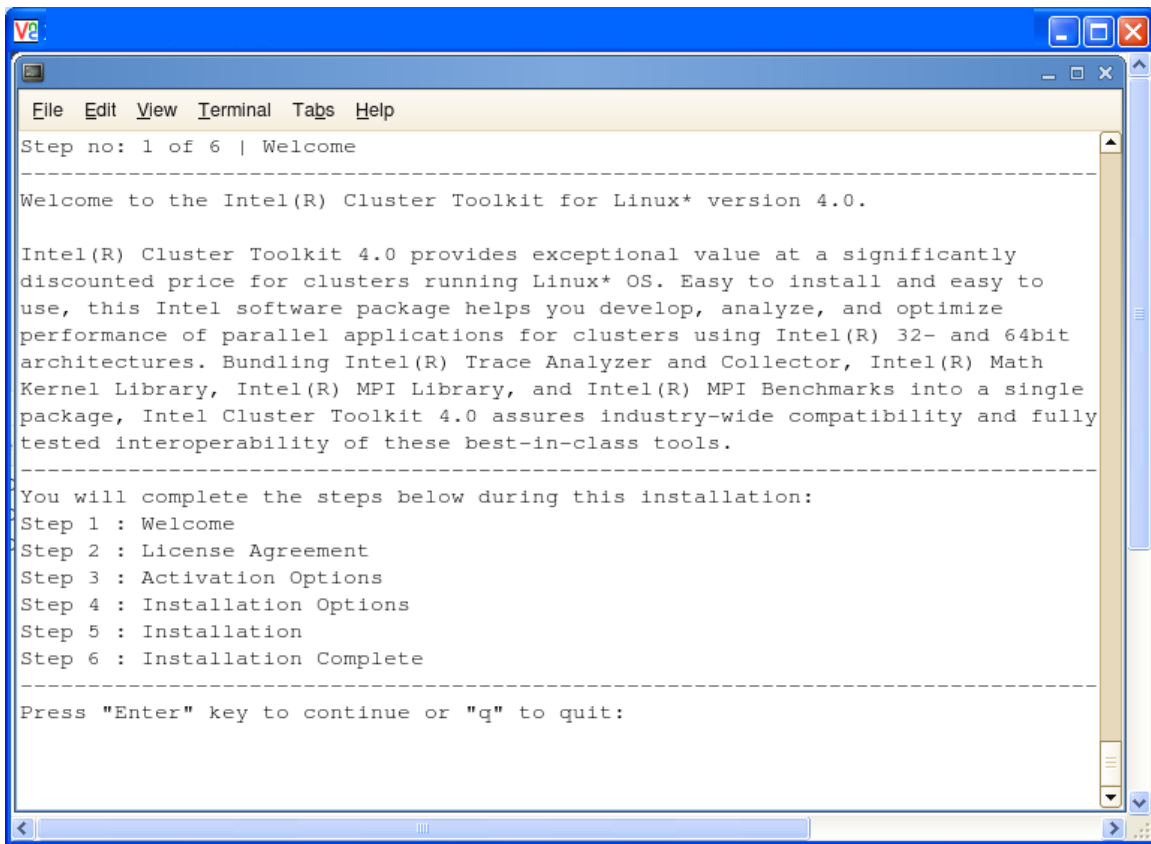 File Edit View Terminal Tabs Help
Step no: 1 of 6 | Welcome
--------------------------------------------------------------------------------
Welcome to the Intel(R) Cluster Toolkit for Linux* version 4.0.
Intel(R) Cluster Toolkit 4.0 provides exceptional value at a significantly
discounted price for clusters running Linux* OS. Easy to install and easy to
use, this Intel software package helps you develop, analyze, and optimize
performance of parallel applications for clusters using Intel(R) 32- and 64bit
architectures. Bundling Intel(R) Trace Analyzer and Collector, Intel(R) Math
Kernel Library, Intel(R) MPI Library, and Intel(R) MPI Benchmarks into a single
package, Intel Cluster Toolkit 4.0 assures industry-wide compatibility and fully
tested interoperability of these best-in-class tools.
--------------------------------------------------------------------------------
You will complete the steps below during this installation:
Step 1 : Welcome
Step 2 : License Agreement
Step 3 : Activation Options
Step 4 : Installation Options
Step 5 : Installation
Step 6 : Installation Complete
--------------------------------------------------------------------------------
Press "Enter" key to continue or "q" to quit: